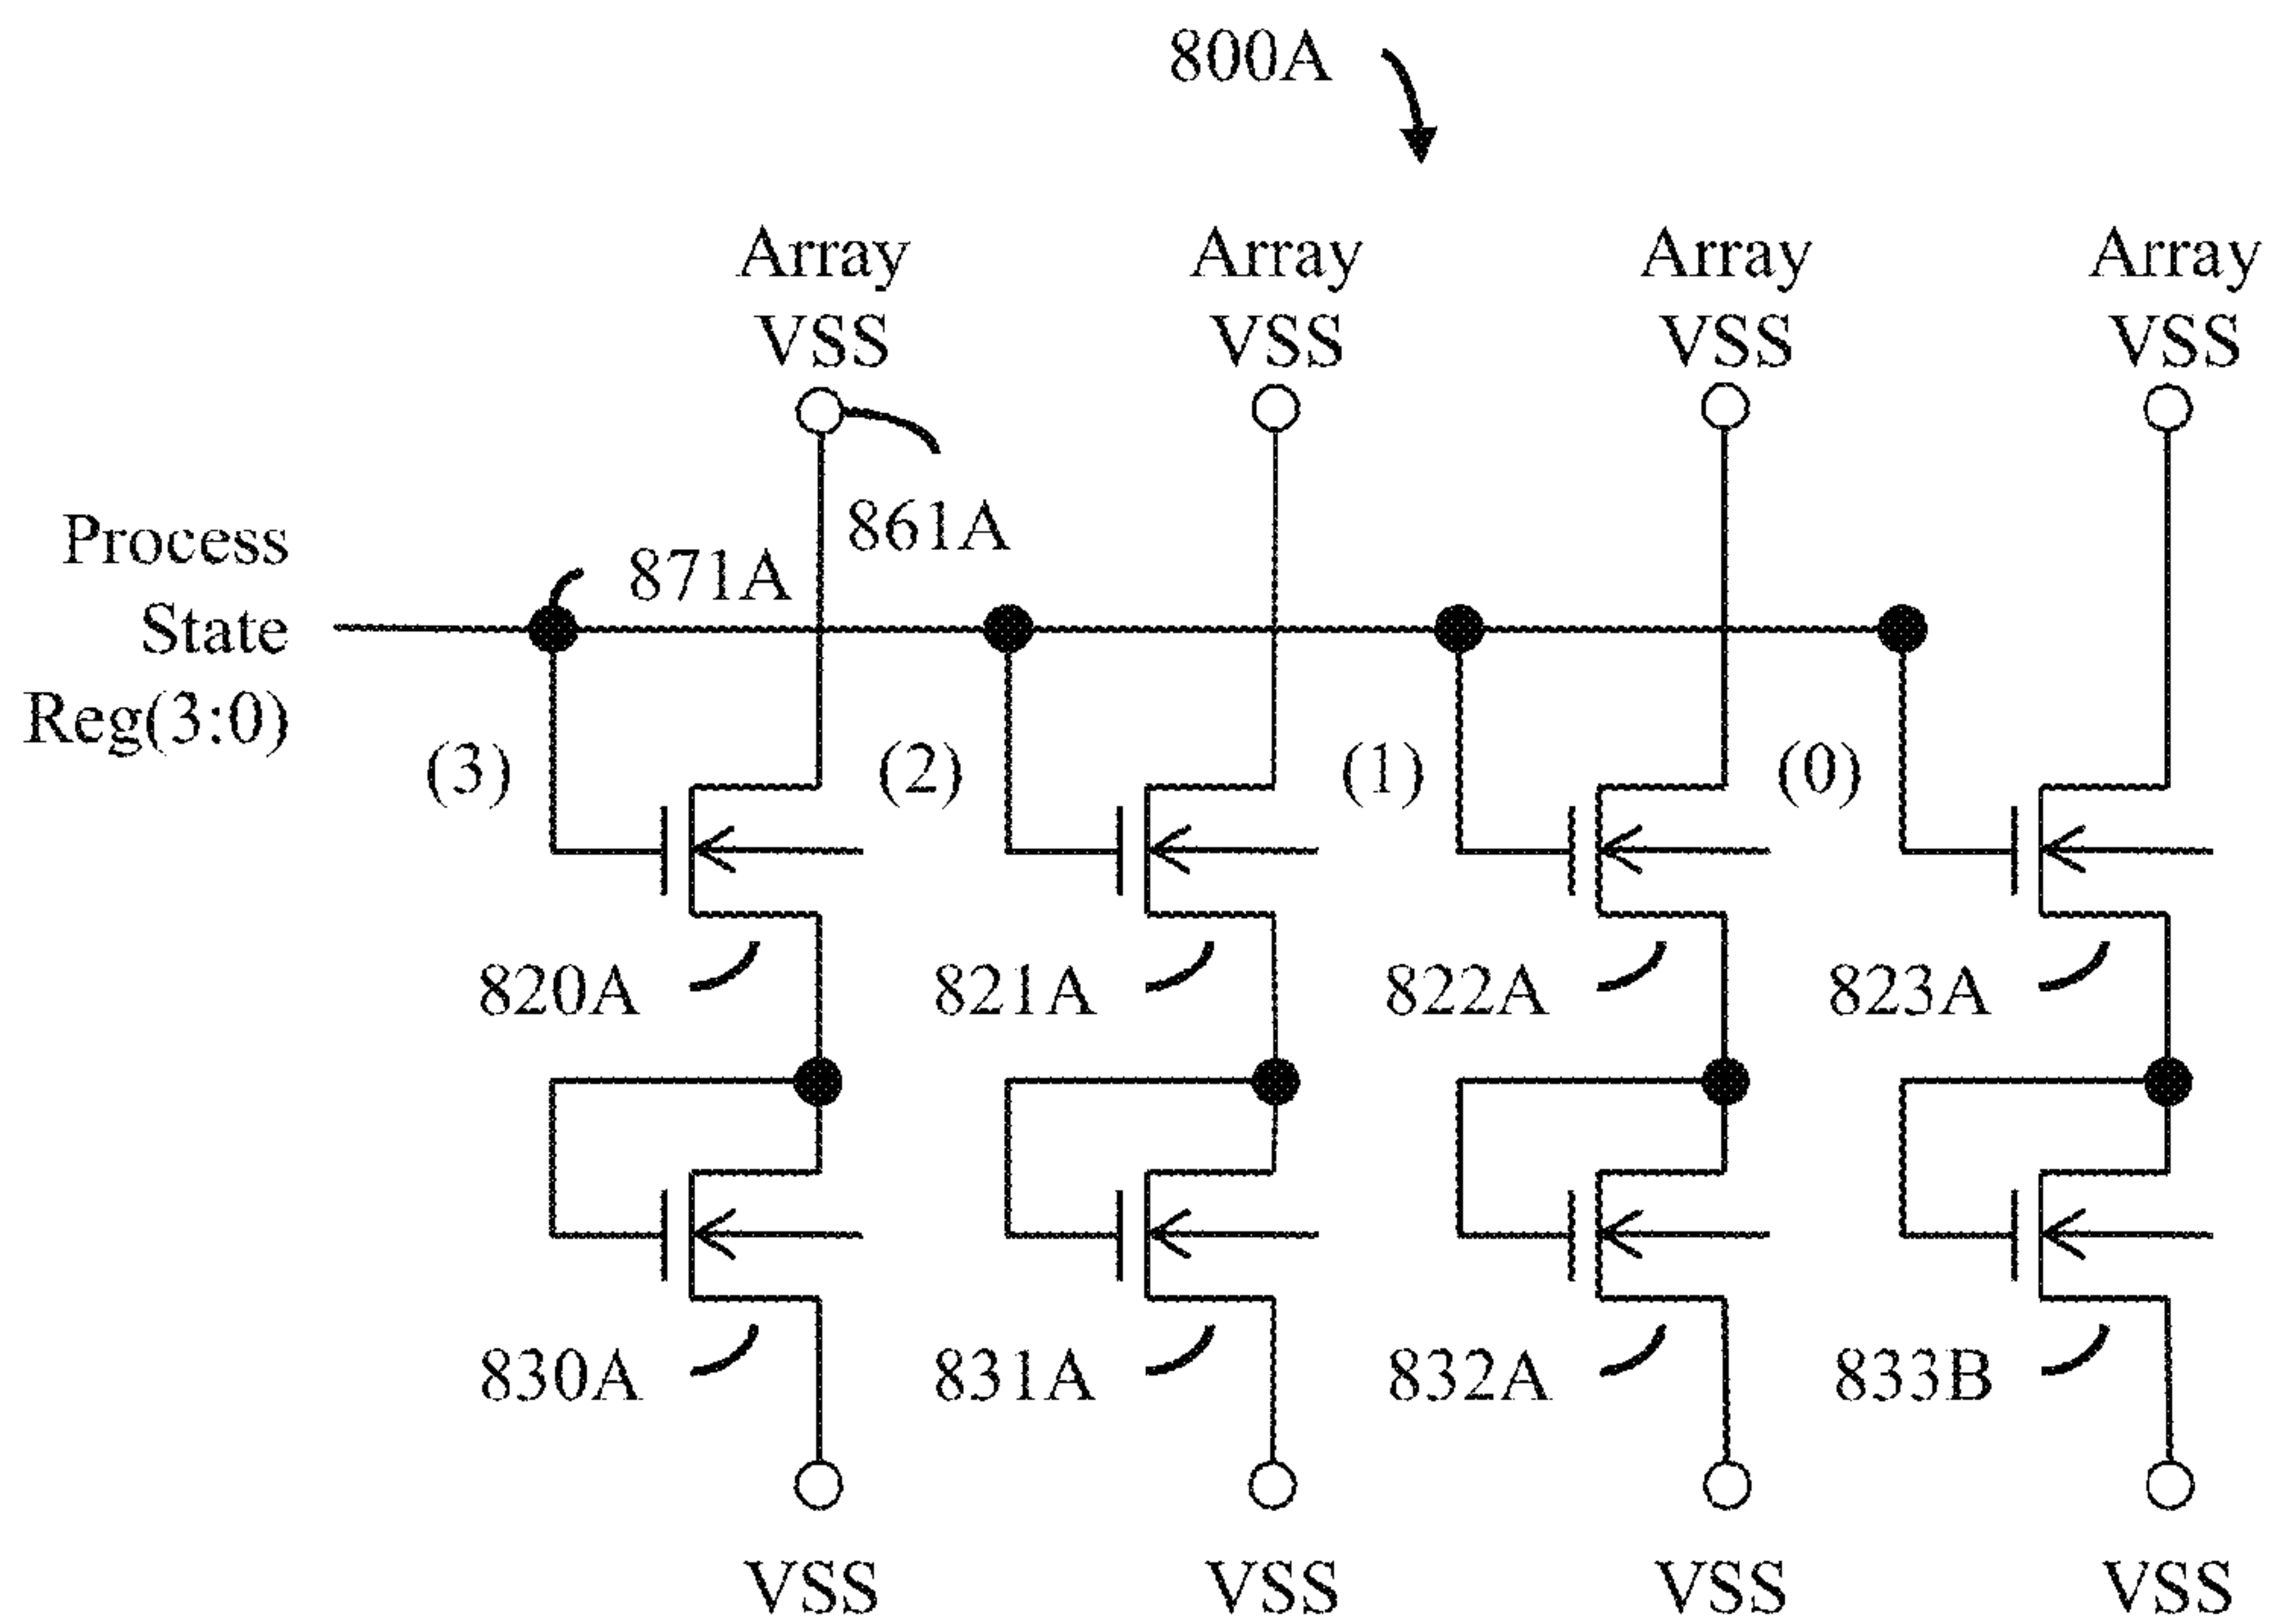 800A
Array
VSS
Array
VSS
Array
VSS
Array
VSS
861A
871A
Process
State
Reg(3:0)
(3)
(2)
(1)
(0)
820A
821A
822A
823A
830A
831A
832A
833B
VSS
VSS
VSS
VSS